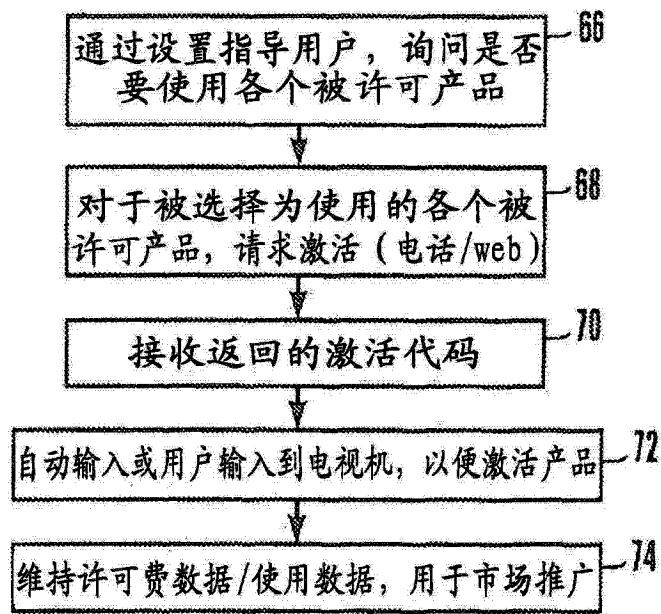 通过设置指导用户，询问是否
要使用各个被许可产品
66
对于被选择为使用的各个被
许可产品，请求激活（电话/web）
68
接收返回的激活代码
70
自动输入或用户输入到电视机，以便激活产品
72
维持许可费数据/使用数据，用于市场推广
74